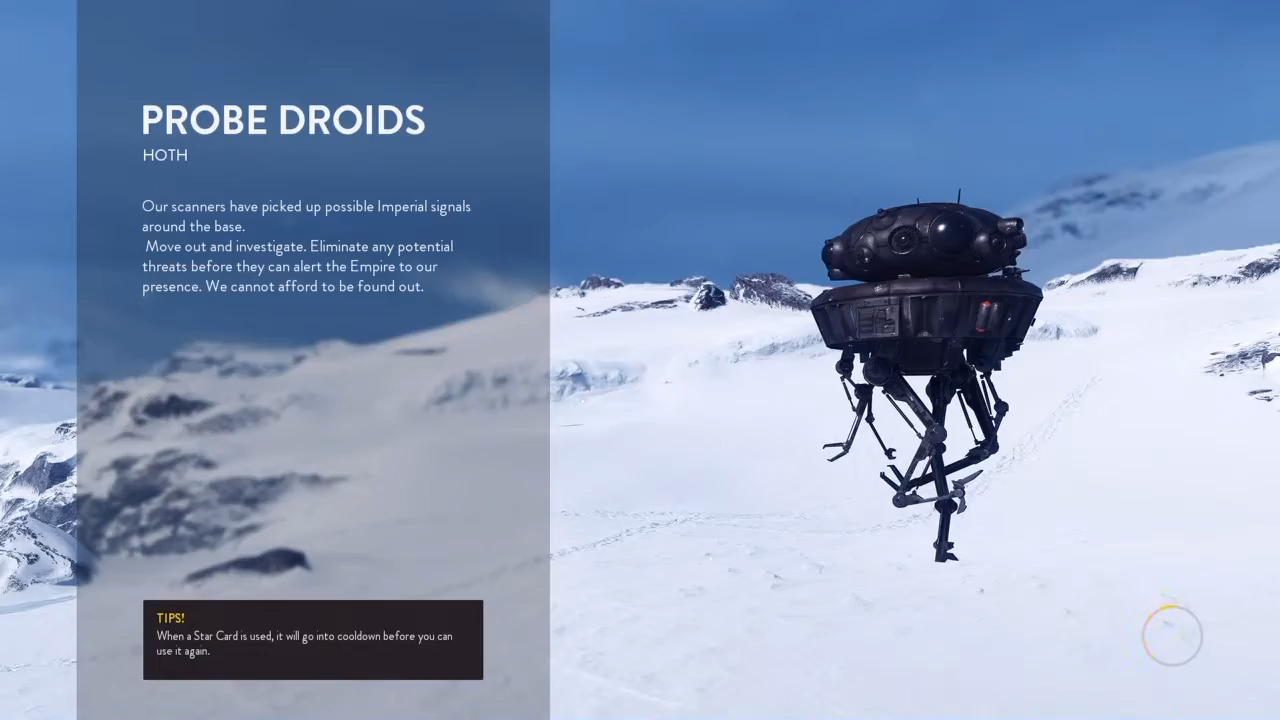 PROBE DROIDS
HOTH
Our scanners have picked up possible Imperial signals
around the base.
Move out and investigate. Eliminate any potential
threats before they can alert the Empire to our
presence. We cannot afford to be found out.
TIPS!
When a Star Card is used, it will go into cooldown before you can
use it again.